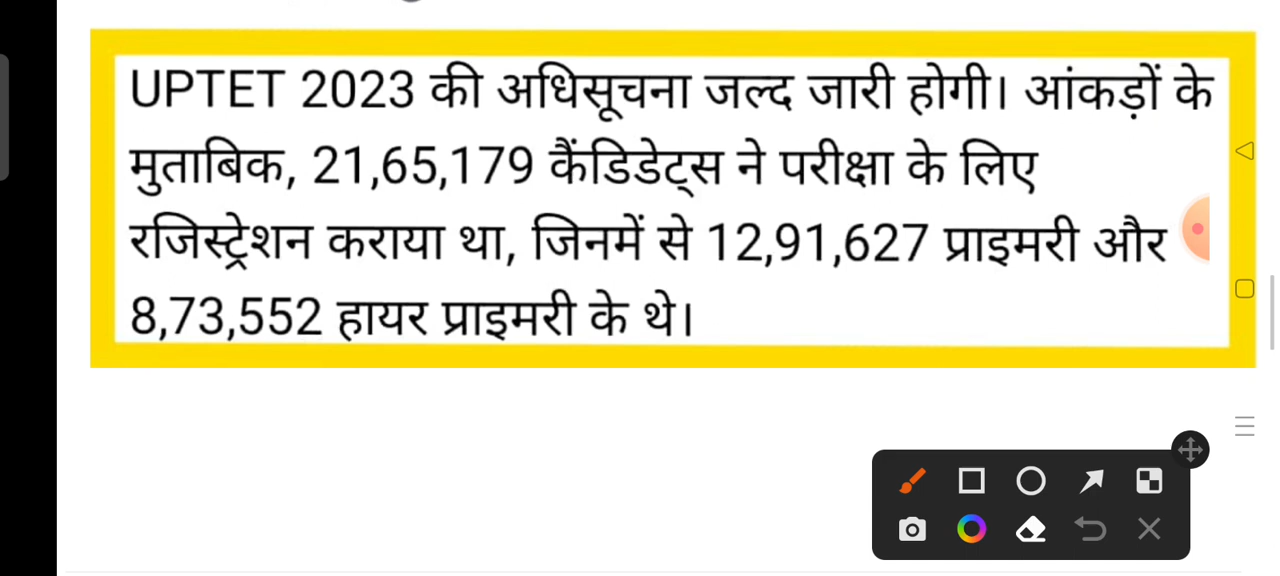 UPTET 2023 की अधिसूचना जल्द जारी होगी। आंकड़ों के
मुताबिक, 21,65,179 कैंडिडेट्स ने परीक्षा के लिए
रजिस्ट्रेशन कराया था, जिनमें से 12,91,627 प्राइमरी और
8,73,552 हायर प्राइमरी के थे।